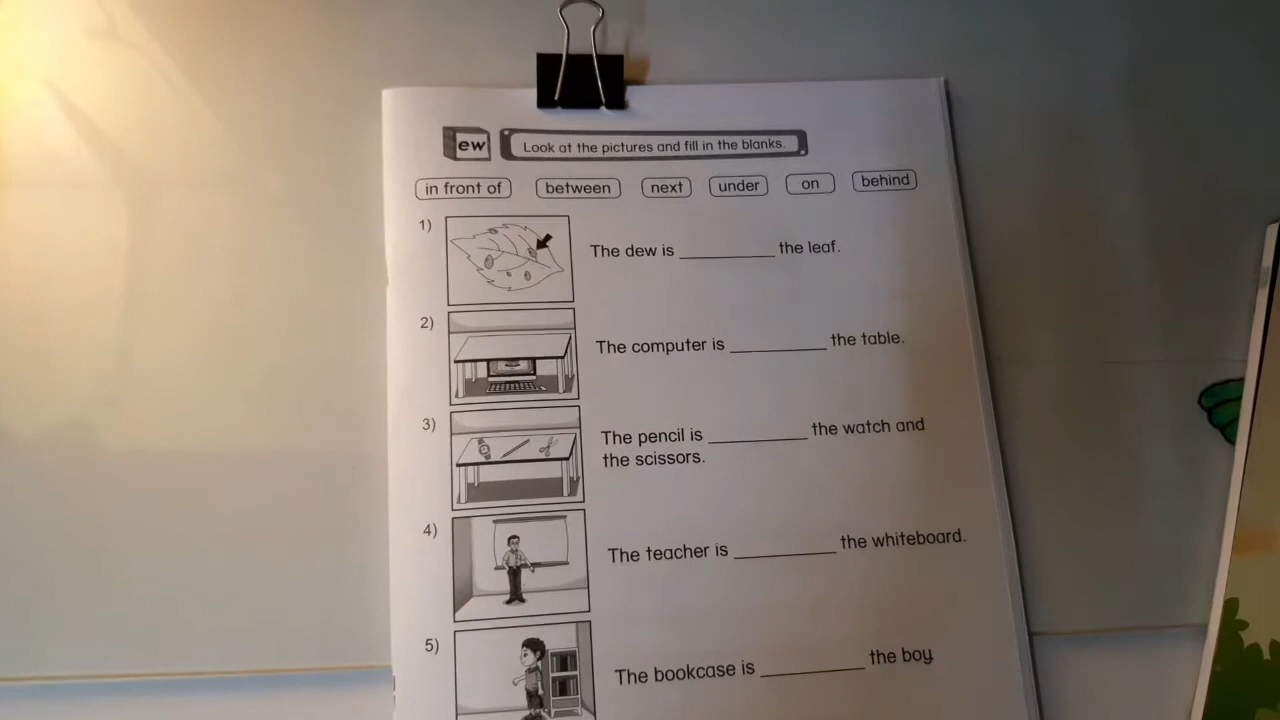 ew
Look at the pictures and fill in the blanks.
in front of between next under on behind
1) The dew is __________ the leaf.
2) The computer is __________ the table.
3) The pencil is __________ the watch and
the scissors.
4) The teacher is __________ the whiteboard.
5) The bookcase is __________ the boy.